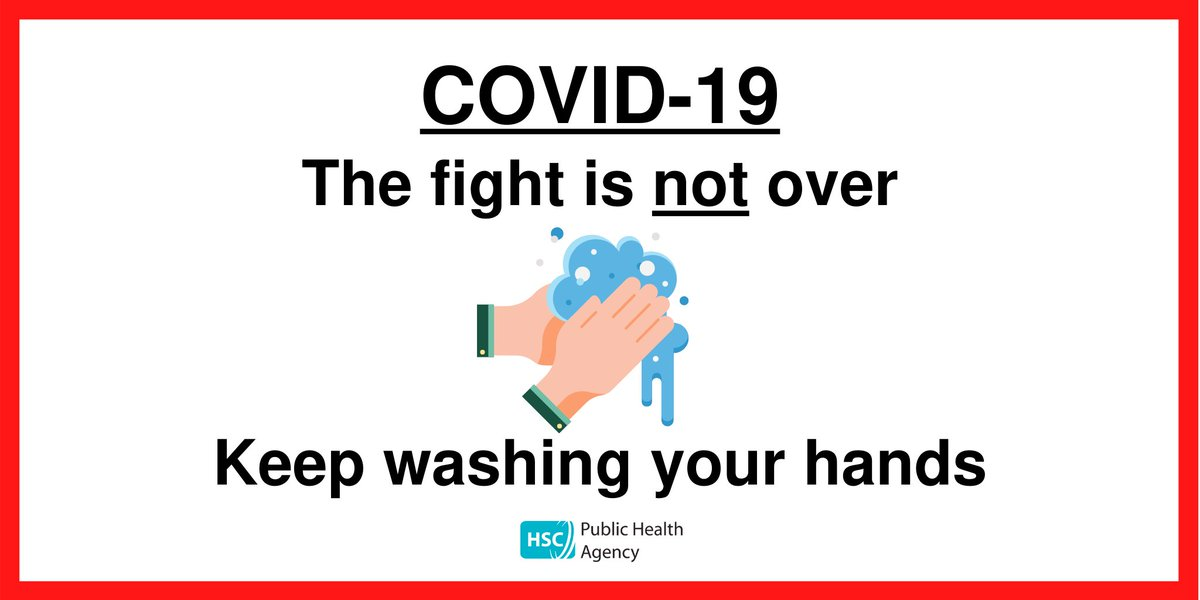 COVID-19
The fight is not over
Keep washing your hands
HSC Public Health
Agency